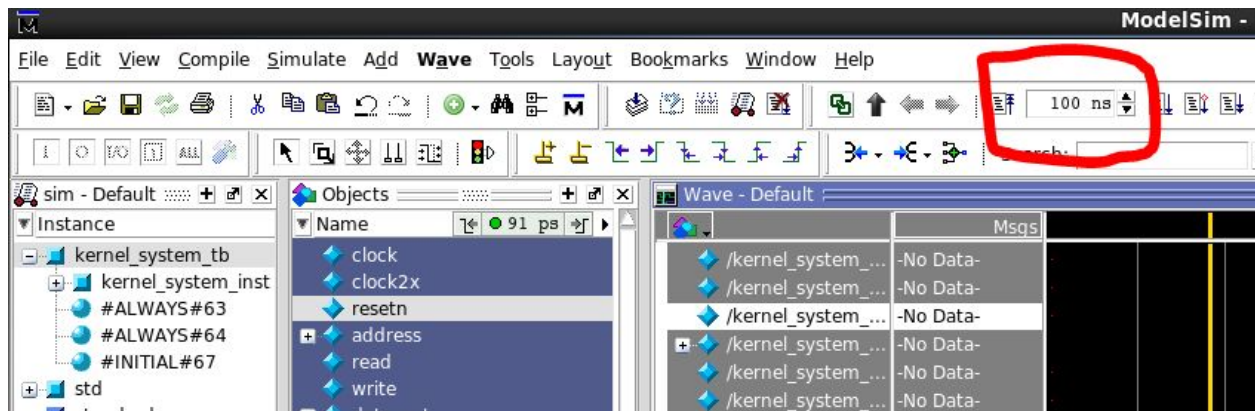 ModelSim -
File Edit View Compile Simulate Add Wave Tools Layout Bookmarks Window Help
100 ns
ALL
sim - Default
Instance
kernel_system_tb
kernel_system_inst
#ALWAYS#63
#ALWAYS#64
#INITIAL#67
std
Objects
Name 91 ps
clock
clock2x
resetn
address
read
write
Wave - Default
Msgs
/kernel_system_... -No Data-
/kernel_system_... -No Data-
/kernel_system_... -No Data-
/kernel_system_... -No Data-
/kernel_system_... -No Data-
/kernel_system_... -No Data-